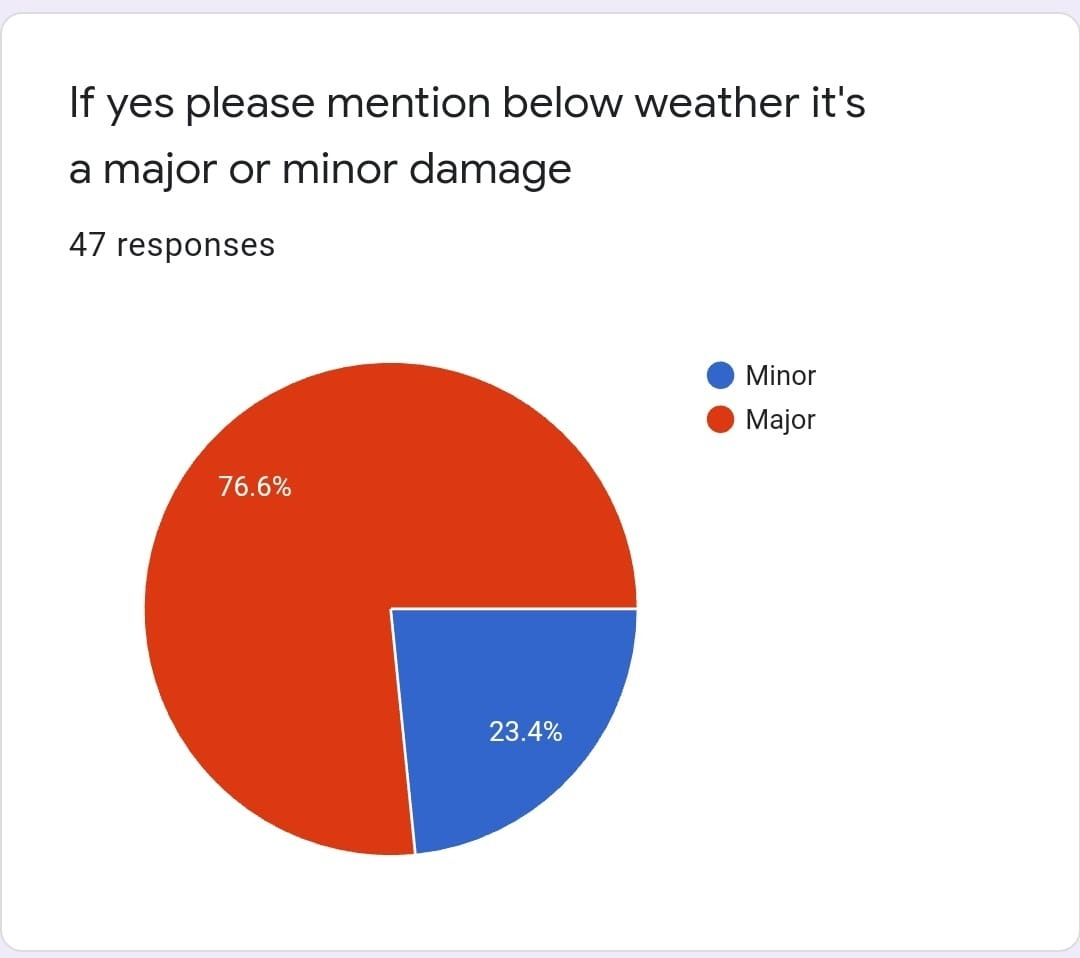 If yes please mention below weather it's
a major or minor damage
47 responses
Minor
Major
76.6%
23.4%